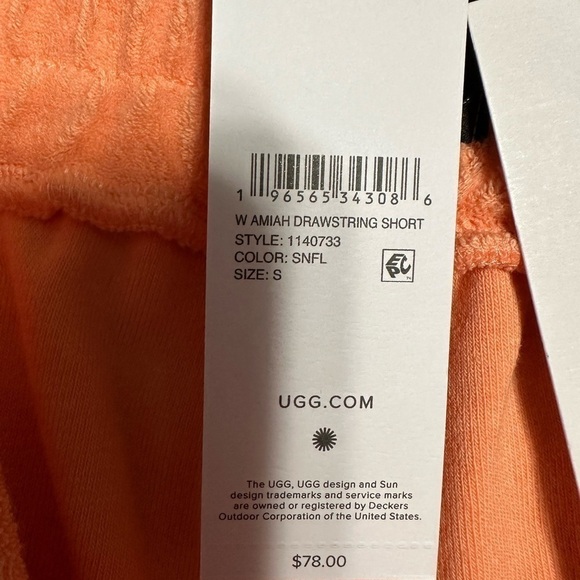 1 96565 34308 6
W AMIAH DRAWSTRING SHORT
STYLE: 1140733
COLOR: SNFL
SIZE: S
EPC
UGG.COM
The UGG, UGG design and Sun
design trademarks and service marks
are owned or registered by Deckers
Outdoor Corporation of the United States.
$78.00